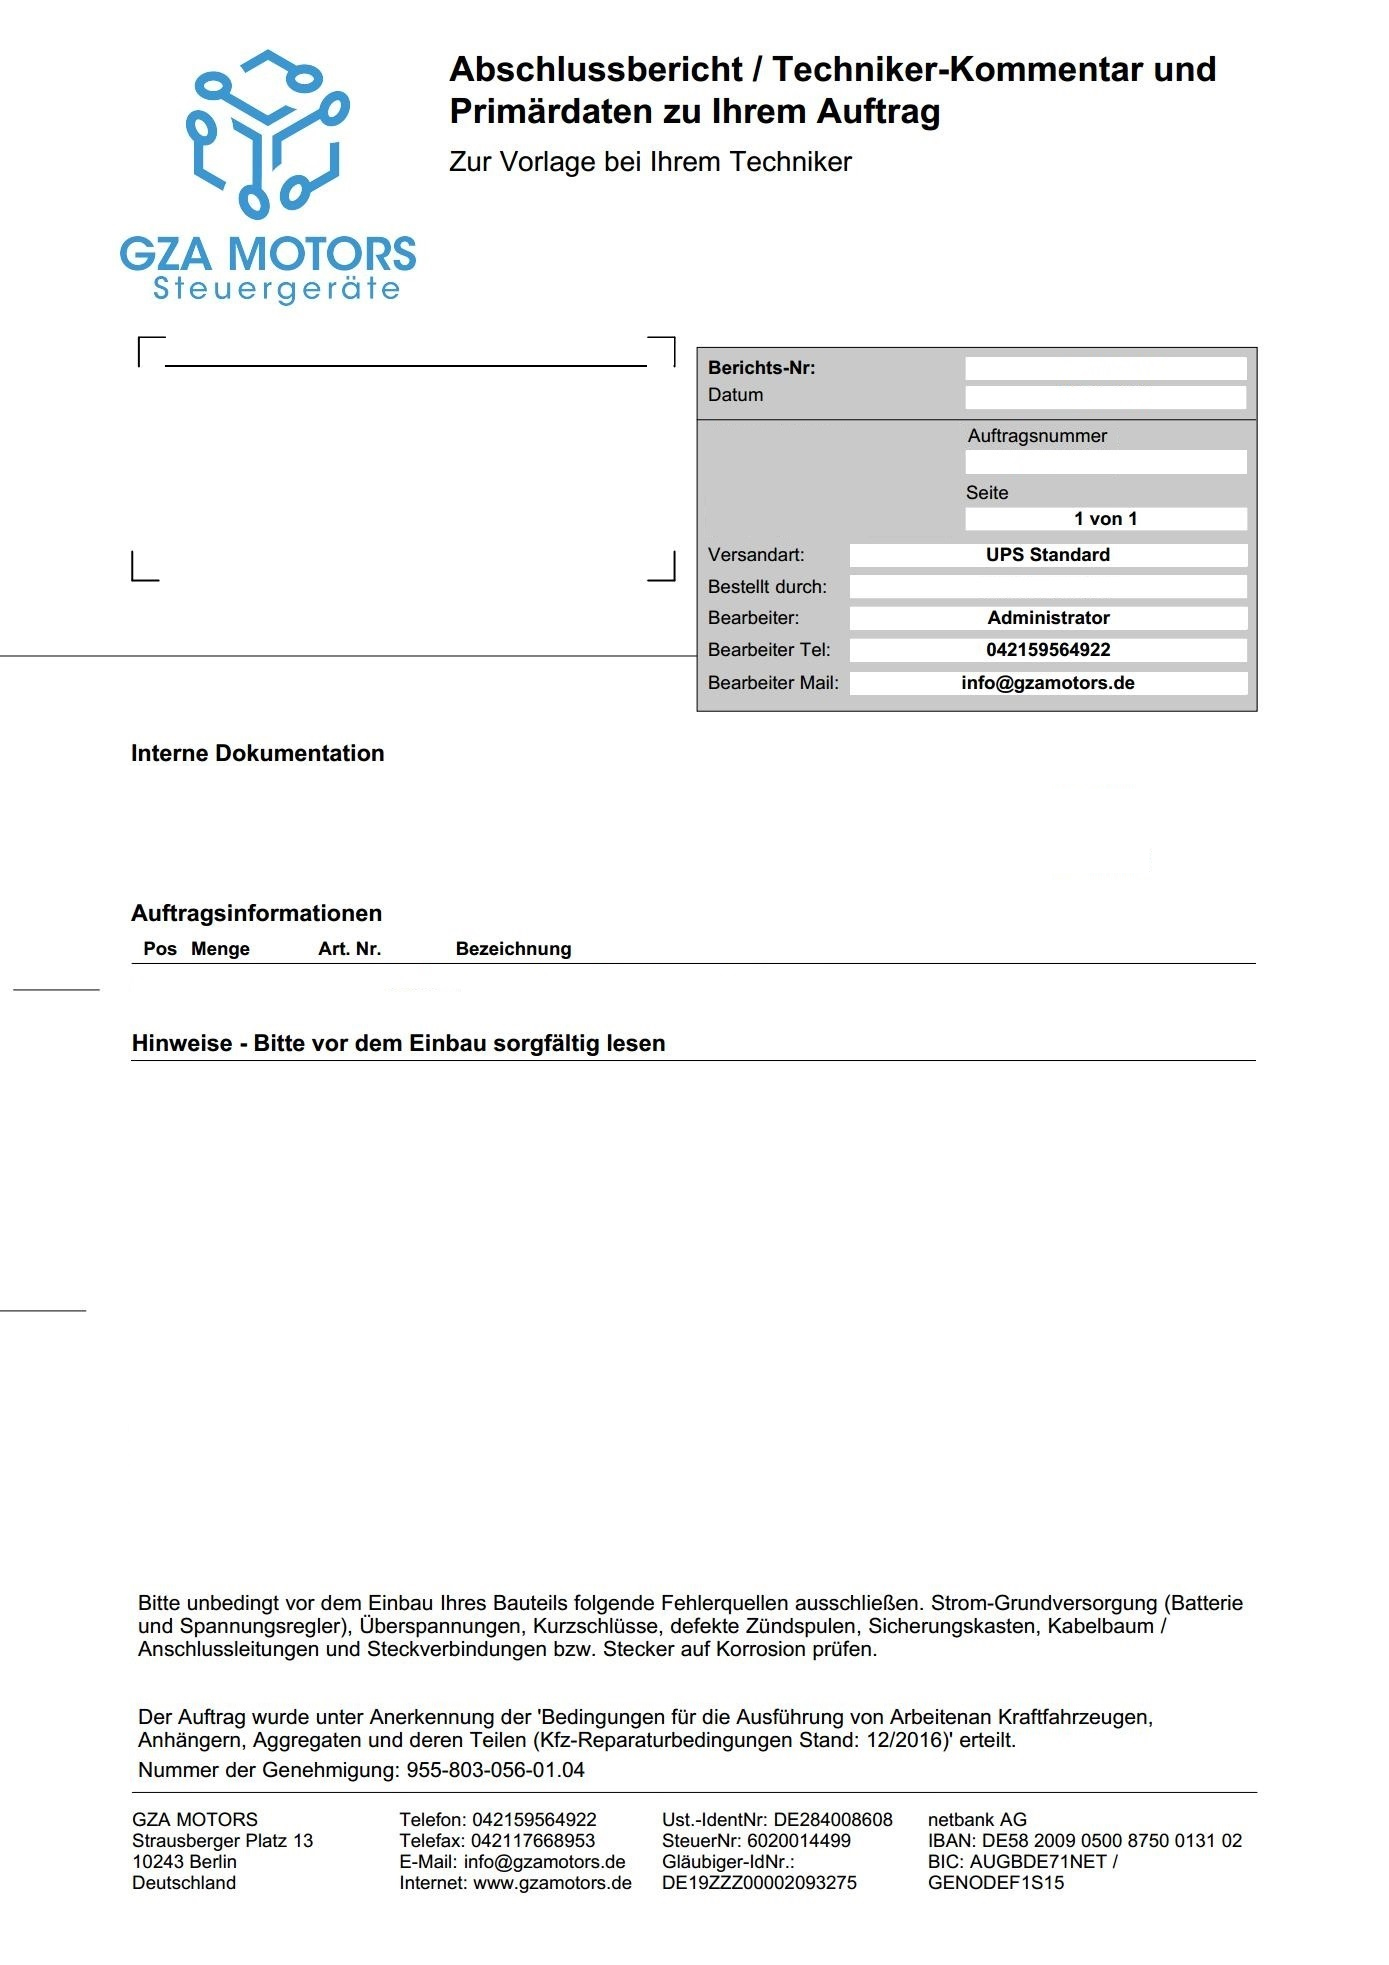 Abschlussbericht / Techniker-Kommentar und
Primärdaten zu Ihrem Auftrag
Zur Vorlage bei Ihrem Techniker
GZA MOTORS
Steuergeräte
Berichts-Nr:
Datum
Auftragsnummer
Seite
1 von 1
Versandart: UPS Standard
Bestellt durch:
Bearbeiter: Administrator
Bearbeiter Tel: 042159564922
Bearbeiter Mail: info@gzamotors.de
Interne Dokumentation
Auftragsinformationen
Pos Menge Art. Nr. Bezeichnung
Hinweise - Bitte vor dem Einbau sorgfältig lesen
Bitte unbedingt vor dem Einbau Ihres Bauteils folgende Fehlerquellen ausschließen. Strom-Grundversorgung (Batterie
und Spannungsregler), Überspannungen, Kurzschlüsse, defekte Zündspulen, Sicherungskasten, Kabelbaum /
Anschlussleitungen und Steckverbindungen bzw. Stecker auf Korrosion prüfen.
Der Auftrag wurde unter Anerkennung der 'Bedingungen für die Ausführung von Arbeitenan Kraftfahrzeugen,
Anhängern, Aggregaten und deren Teilen (Kfz-Reparaturbedingungen Stand: 12/2016)' erteilt.
Nummer der Genehmigung: 955-803-056-01.04
GZA MOTORS
Strausberger Platz 13
10243 Berlin
Deutschland
Telefon: 042159564922
Telefax: 042117668953
E-Mail: info@gzamotors.de
Internet: www.gzamotors.de
Ust.-IdentNr: DE284008608
SteuerNr: 6020014499
Gläubiger-IdNr.:
DE19ZZZ00002093275
netbank AG
IBAN: DE58 2009 0500 8750 0131 02
BIC: AUGBDE71NET /
GENODEF1S15